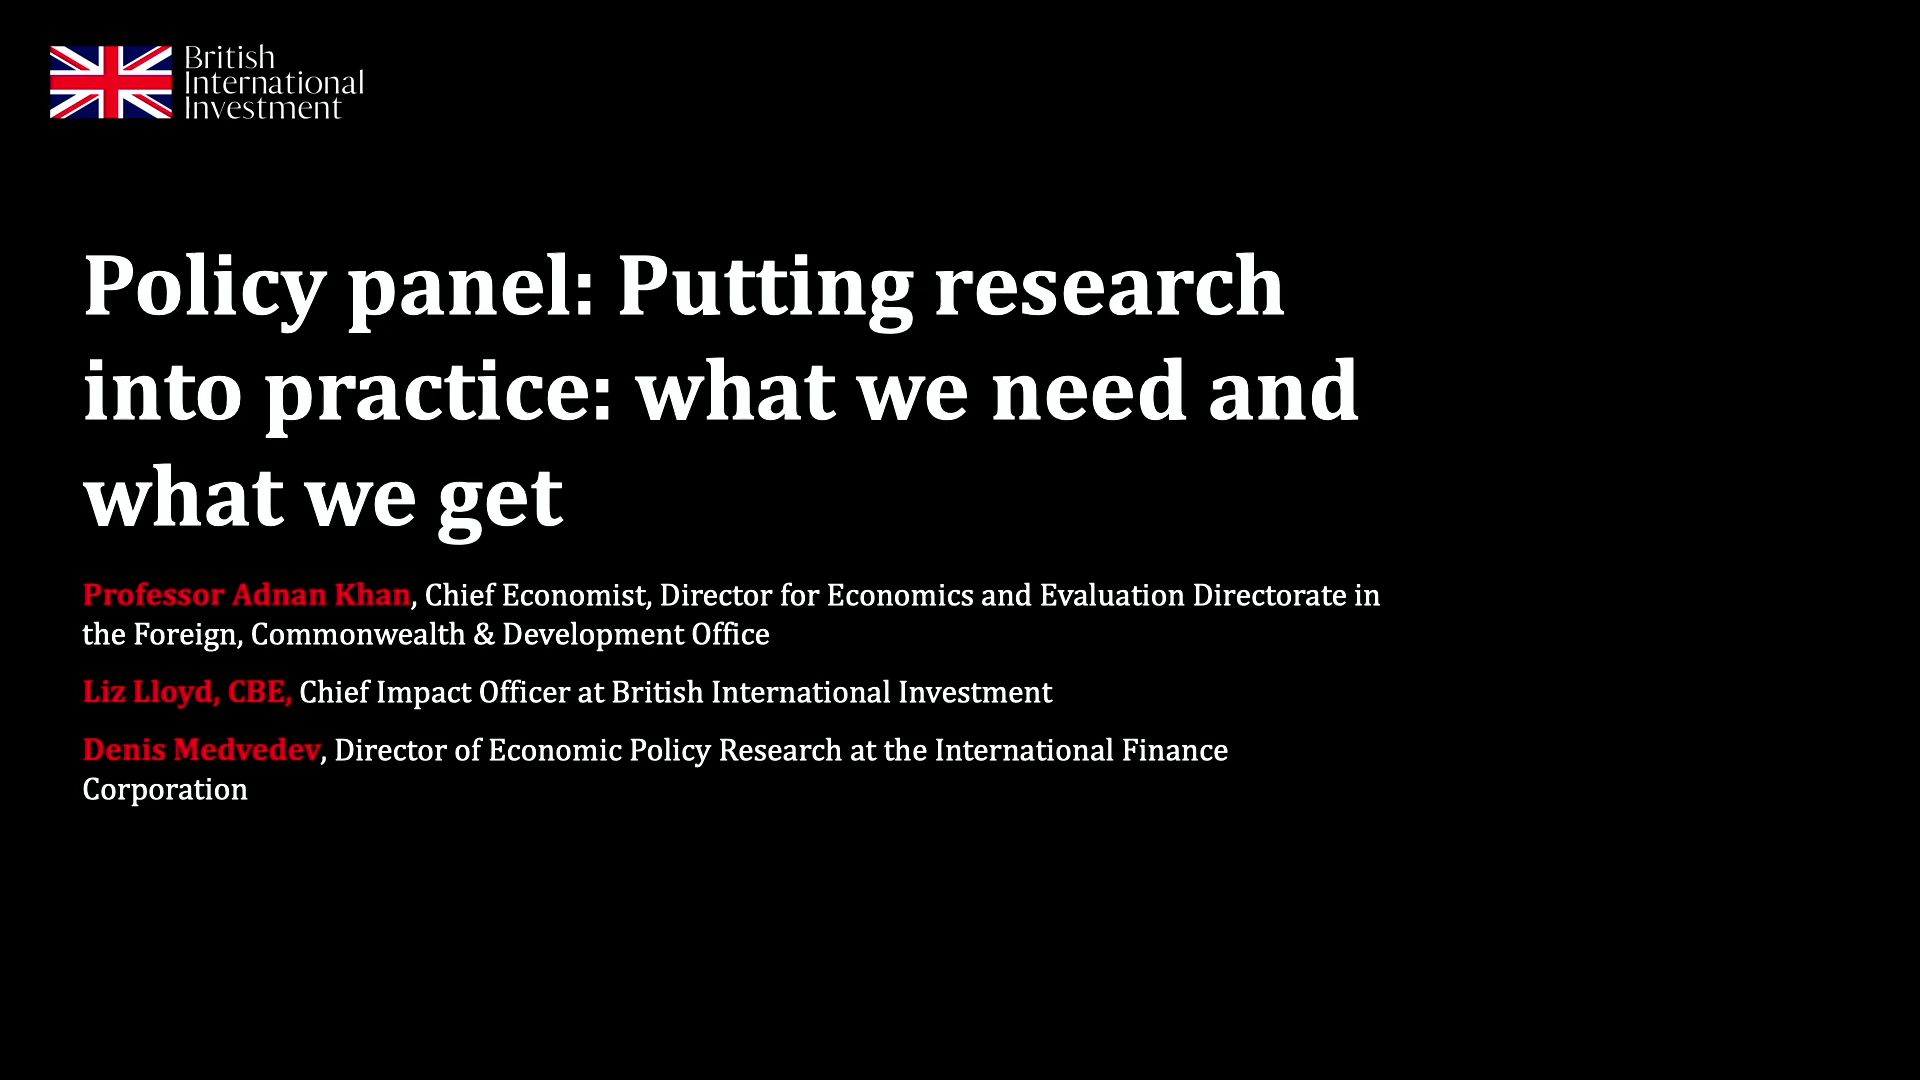 British
International
Investment
Policy panel: Putting research
into practice: what we need and
what we get
Professor Adnan Khan, Chief Economist, Director for Economics and Evaluation Directorate in
the Foreign, Commonwealth & Development Office
Liz Lloyd, CBE, Chief Impact Officer at British International Investment
Denis Medvedev, Director of Economic Policy Research at the International Finance
Corporation